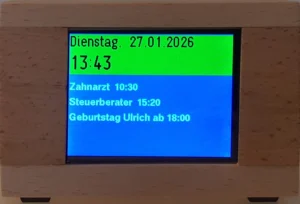 Dienstag, 27.01.2026
13:43
Zahnarzt 10:30
Steuerberater 15:20
Geburtstag Ulrich ab 18:00